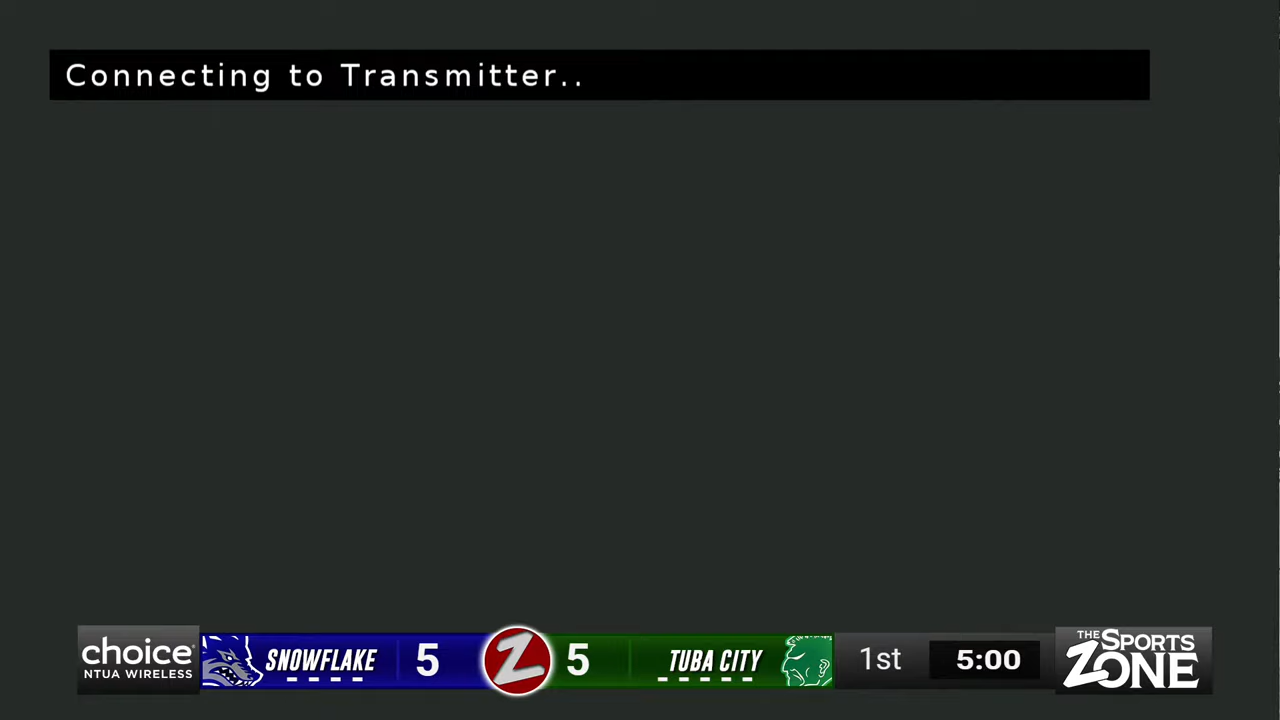 Connecting to Transmitter..
choice
NTUA WIRELESS
SNOWFLAKE
5
Z
5
TUBA CITY
1st
5:00
THE SPORTS
ZONE